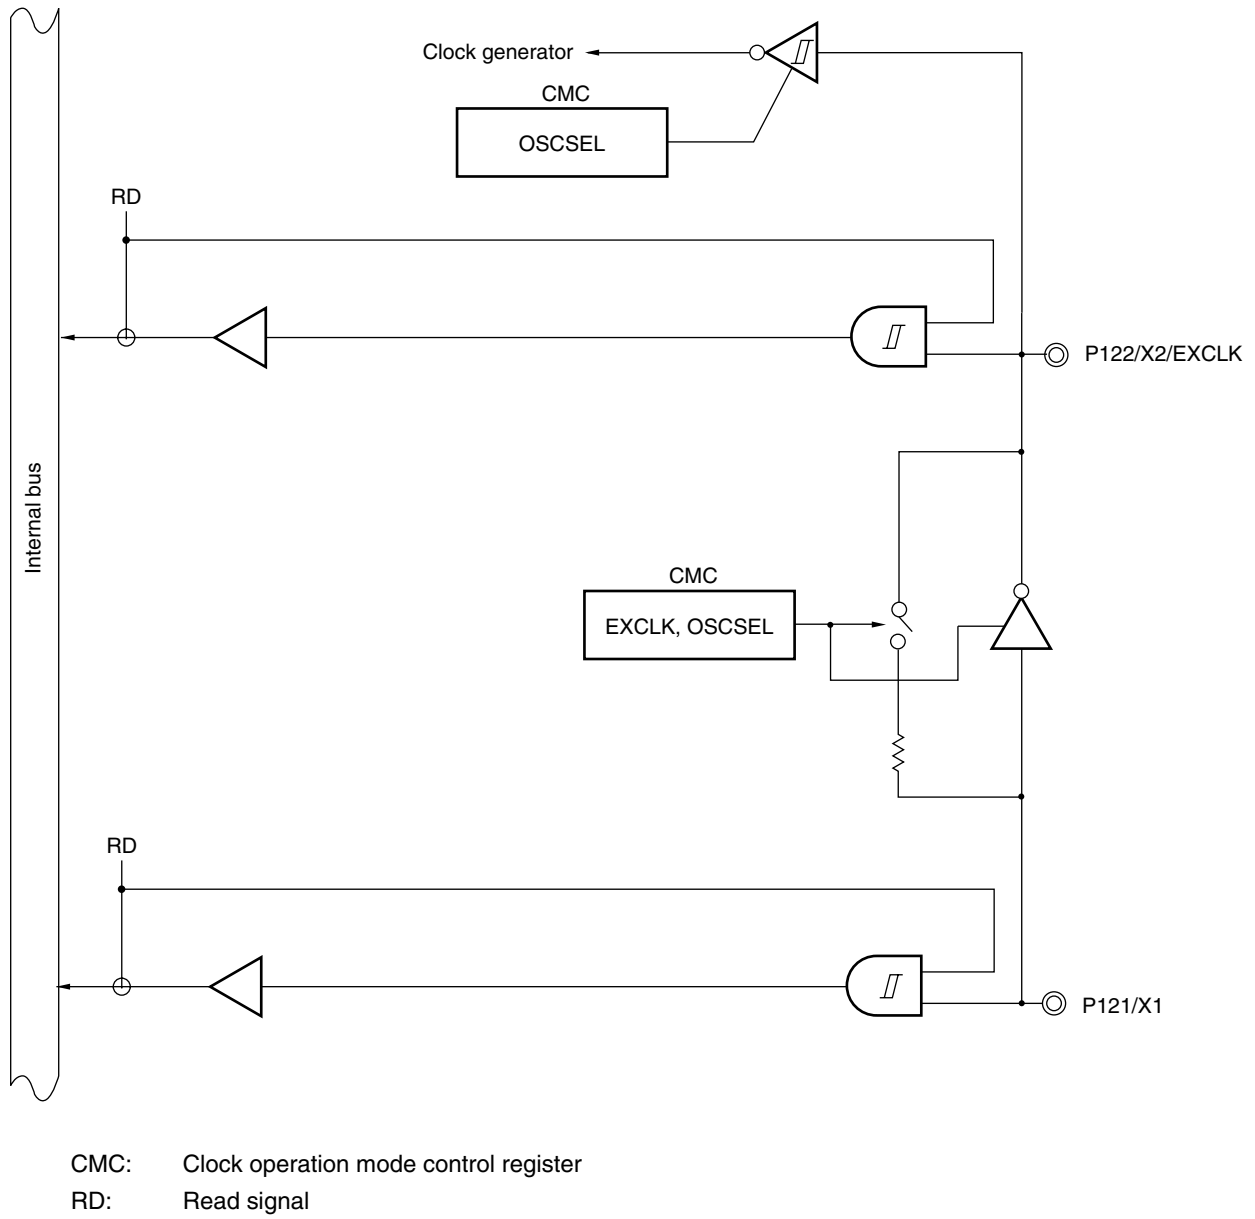 Clock generator
CMC
OSCSEL
RD
P122/X2/EXCLK
Internal bus
CMC
EXCLK, OSCSEL
RD
P121/X1
CMC: Clock operation mode control register
RD: Read signal